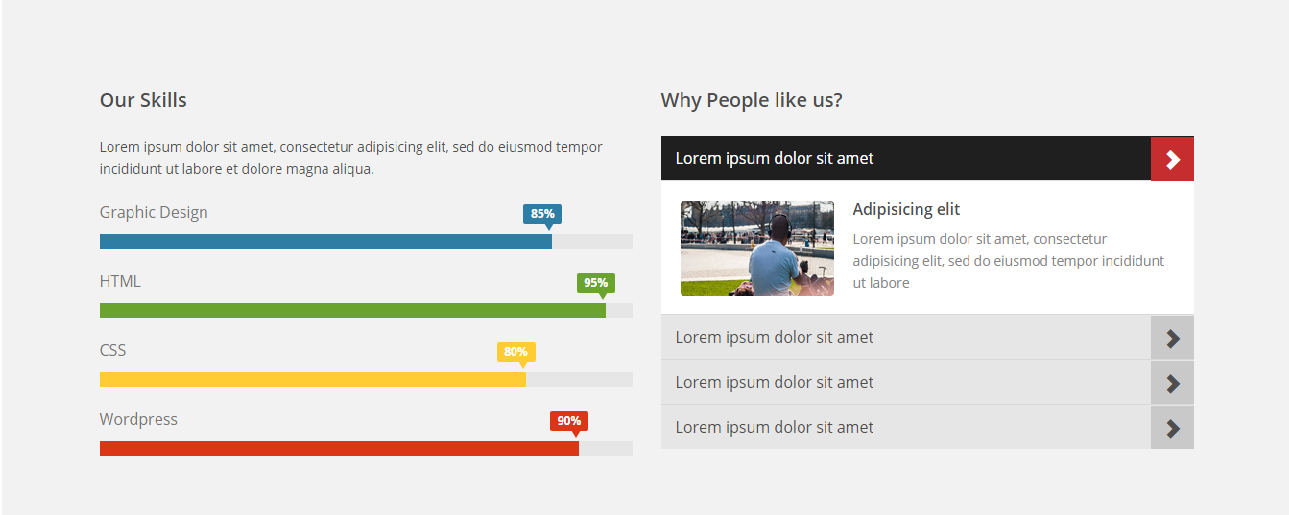 Our Skills
Lorem ipsum dolor sit amet, consectetur adipisicing elit, sed do eiusmod tempor
incididunt ut labore et dolore magna aliqua.
Graphic Design
85%
HTML
95%
CSS
80%
Wordpress
90%
Why People like us?
Lorem ipsum dolor sit amet
Adipisicing elit
Lorem ipsum dolor sit amet, consectetur
adipisicing elit, sed do eiusmod tempor incididunt
ut labore
Lorem ipsum dolor sit amet
Lorem ipsum dolor sit amet
Lorem ipsum dolor sit amet